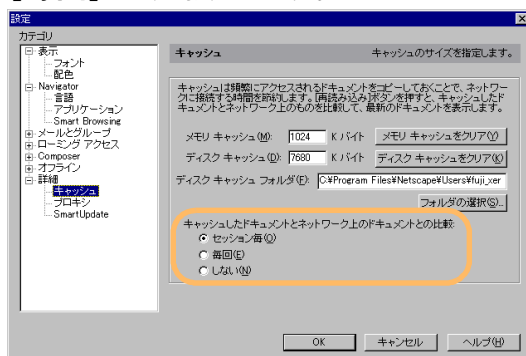 設定
カテゴリ
表示
フォント
配色
Navigator
言語
アプリケーション
Smart Browsing
メールとグループ
ローミング アクセス
Composer
オフライン
詳細
キャッシュ
プロキシ
SmartUpdate
キャッシュ キャッシュのサイズを指定します。
キャッシュは頻繁にアクセスされるドキュメントをコピーしておくことで、ネットワー
クに接続する時間を節約します。[再読み込み]ボタンを押すと、キャッシュしたド
キュメントとネットワーク上のものを比較して、最新のドキュメントを表示します。
メモリ キャッシュ(M): 1024 K バイト メモリ キャッシュをクリア(Y)
ディスク キャッシュ(D): 7680 K バイト ディスク キャッシュをクリア(K)
ディスク キャッシュ フォルダ(F): C:¥Program Files¥Netscape¥Users¥fuji_xer
フォルダの選択(S)...
キャッシュしたドキュメントとネットワーク上のドキュメントとの比較:
セッション毎(O)
毎回(E)
しない(N)
OK キャンセル ヘルプ(H)